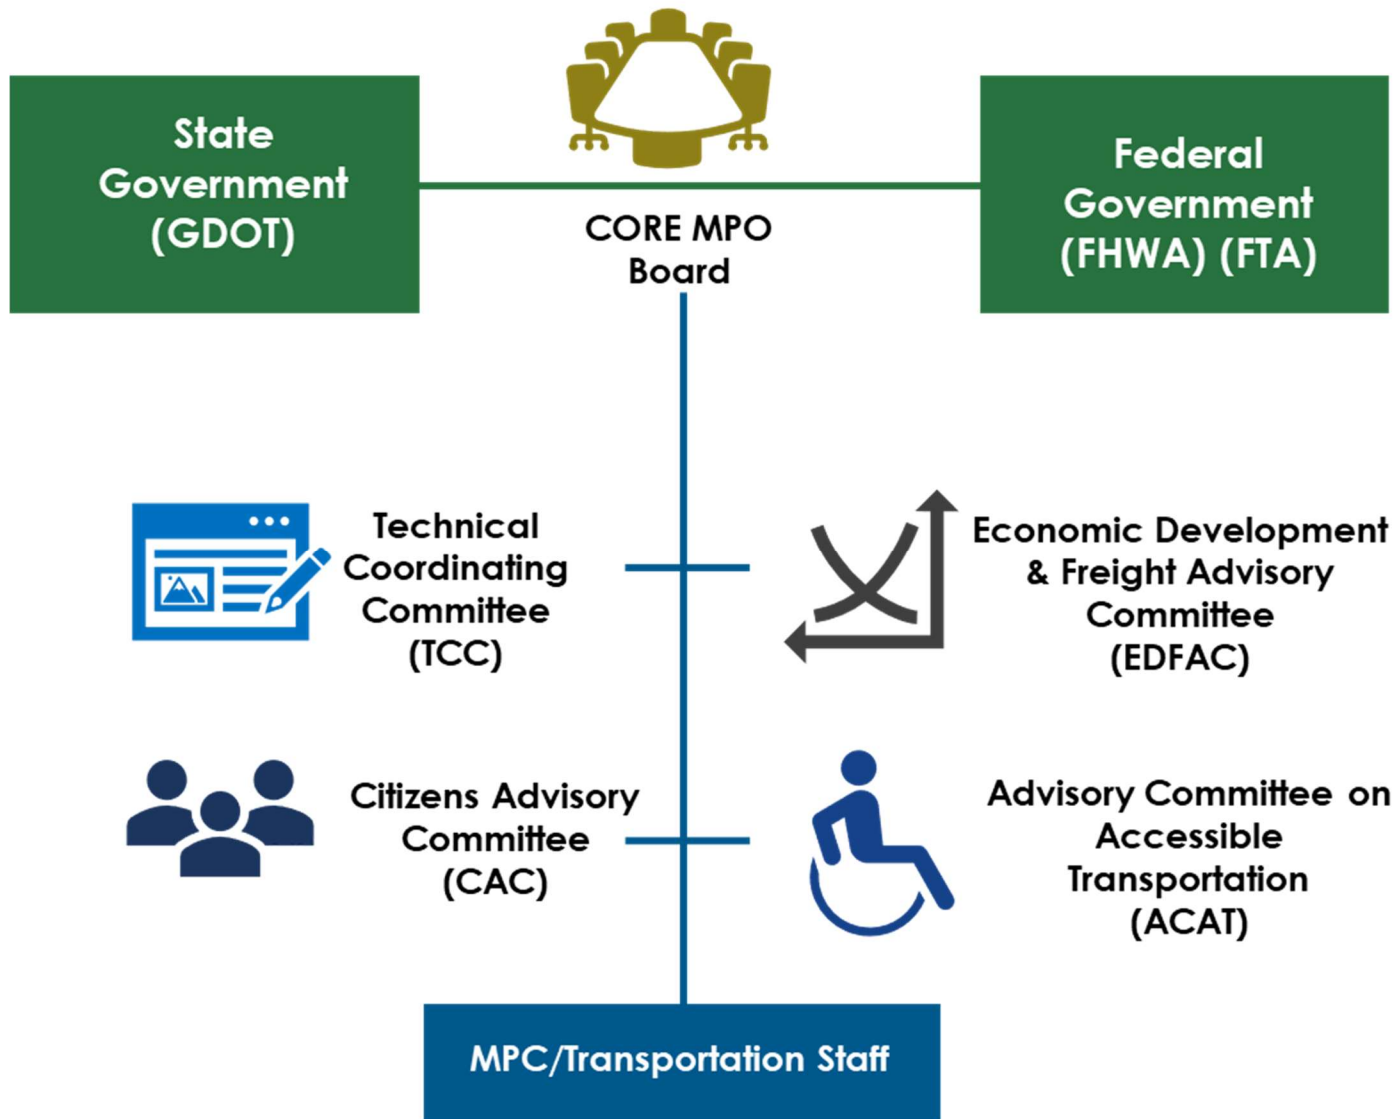 State
Government
(GDOT)
CORE MPO
Board
Federal
Government
(FHWA) (FTA)
Technical
Coordinating
Committee
(TCC)
Economic Development
& Freight Advisory
Committee
(EDFAC)
Citizens Advisory
Committee
(CAC)
Advisory Committee on
Accessible
Transportation
(ACAT)
MPC/Transportation Staff